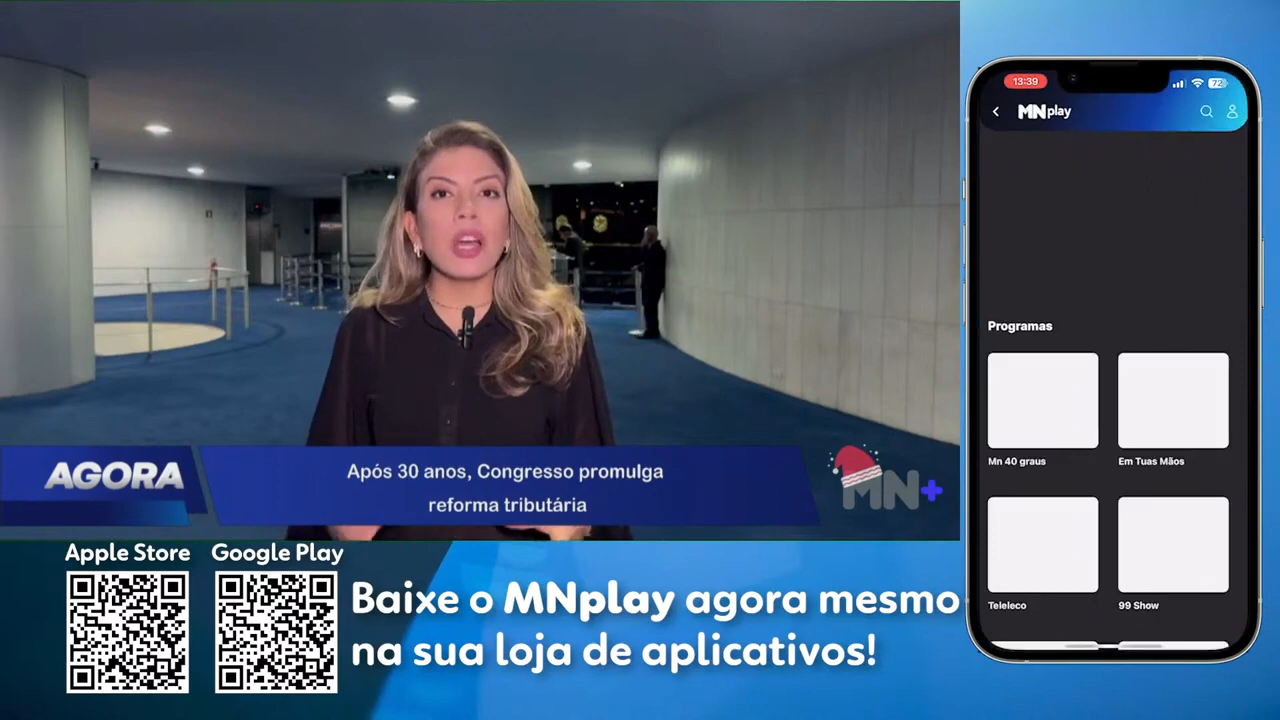 AGORA
Após 30 anos, Congresso promulga
reforma tributária
MN+
Apple Store
Google Play
Baixe o MNplay agora mesmo
na sua loja de aplicativos!
13:39
72
MNplay
Programas
Mn 40 graus
Em Tuas Mãos
Teleleco
99 Show